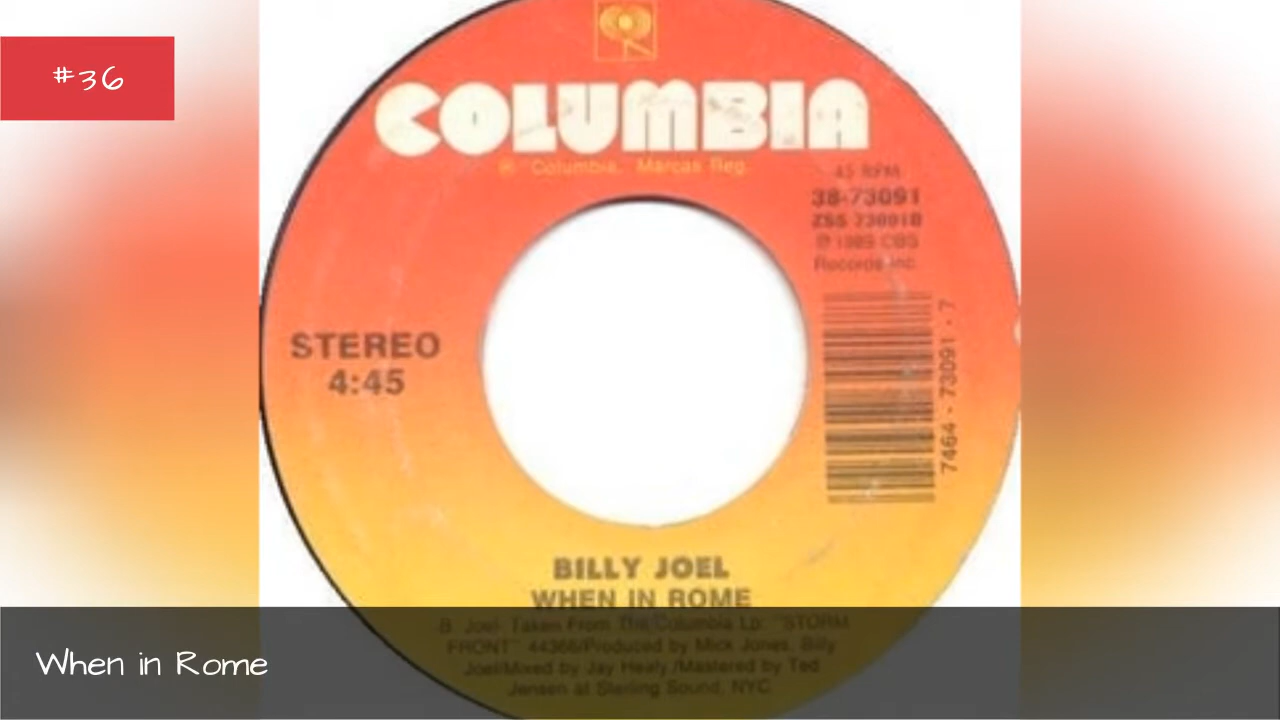 #36
COLUMBIA
® "Columbia," Marcas Reg.
45 RPM
38-73091
ZSS 73091B
℗ 1989 CBS
Records Inc.
STEREO
4:45
7464 - 73091 - 7
BILLY JOEL
WHEN IN ROME
-B. Joel- Taken From The Columbia Lp: "STORM
FRONT" 44366/Produced by Mick Jones, Billy
Joel/Mixed by Jay Healy./Mastered by Ted
Jensen at Sterling Sound, NYC
When in Rome